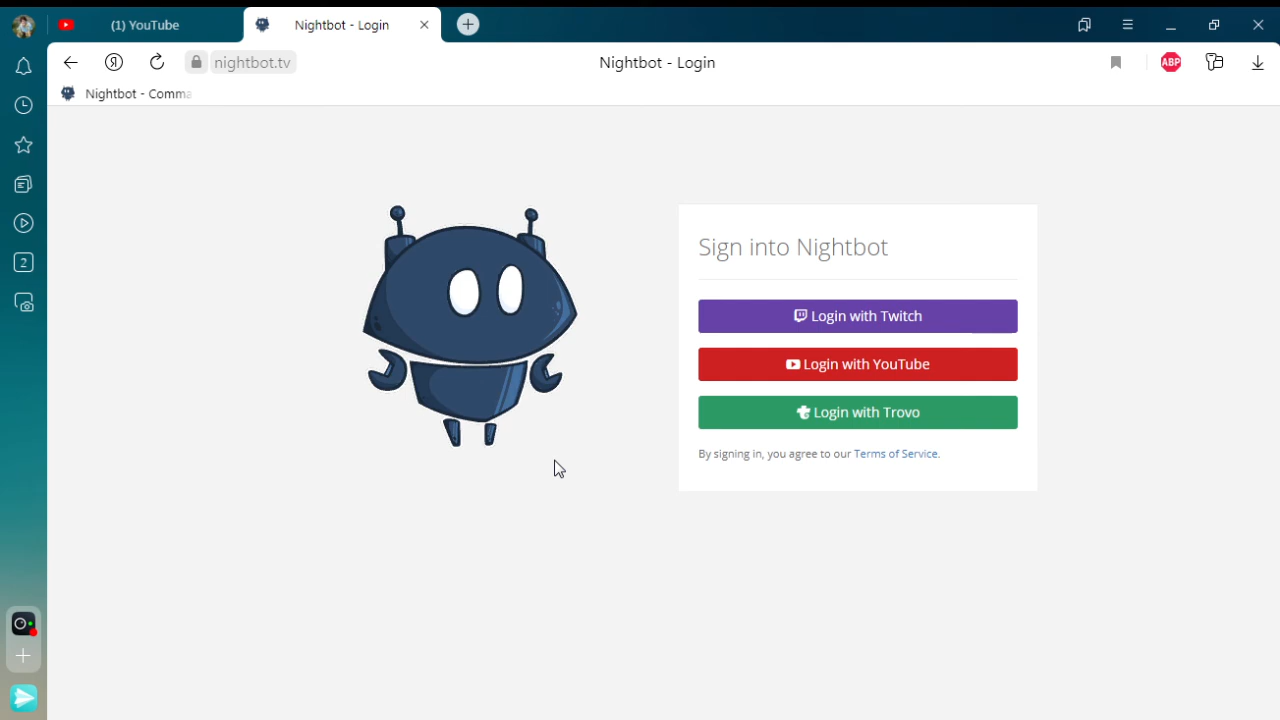 (1) YouTube
Nightbot - Login
nightbot.tv
Nightbot - Login
ABP
Nightbot - Comma
2
Sign into Nightbot
Login with Twitch
Login with YouTube
Login with Trovo
By signing in, you agree to our Terms of Service.